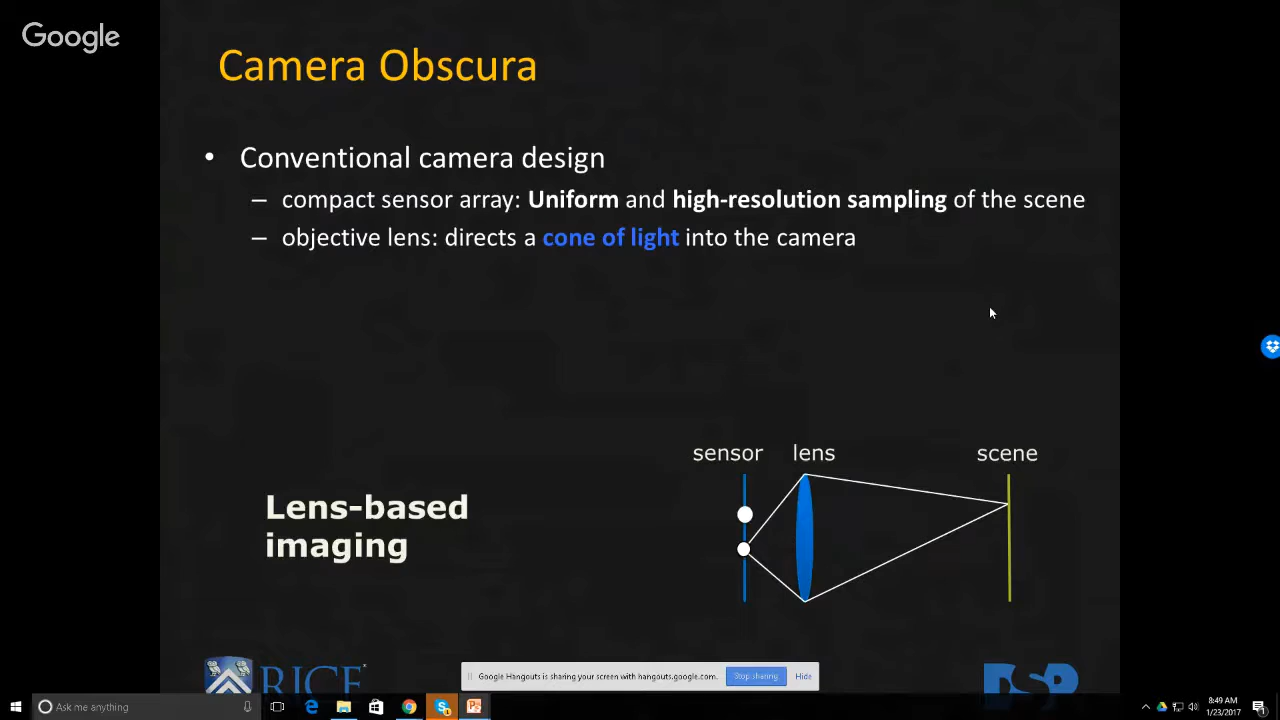 Google
Camera Obscura
• Conventional camera design
– compact sensor array: Uniform and high-resolution sampling of the scene
– objective lens: directs a cone of light into the camera
sensor lens scene
Lens-based
imaging
RICE
DSP
Google Hangouts is sharing your screen with hangouts.google.com. Stop sharing Hide
Ask me anything
8:49 AM
1/23/2017